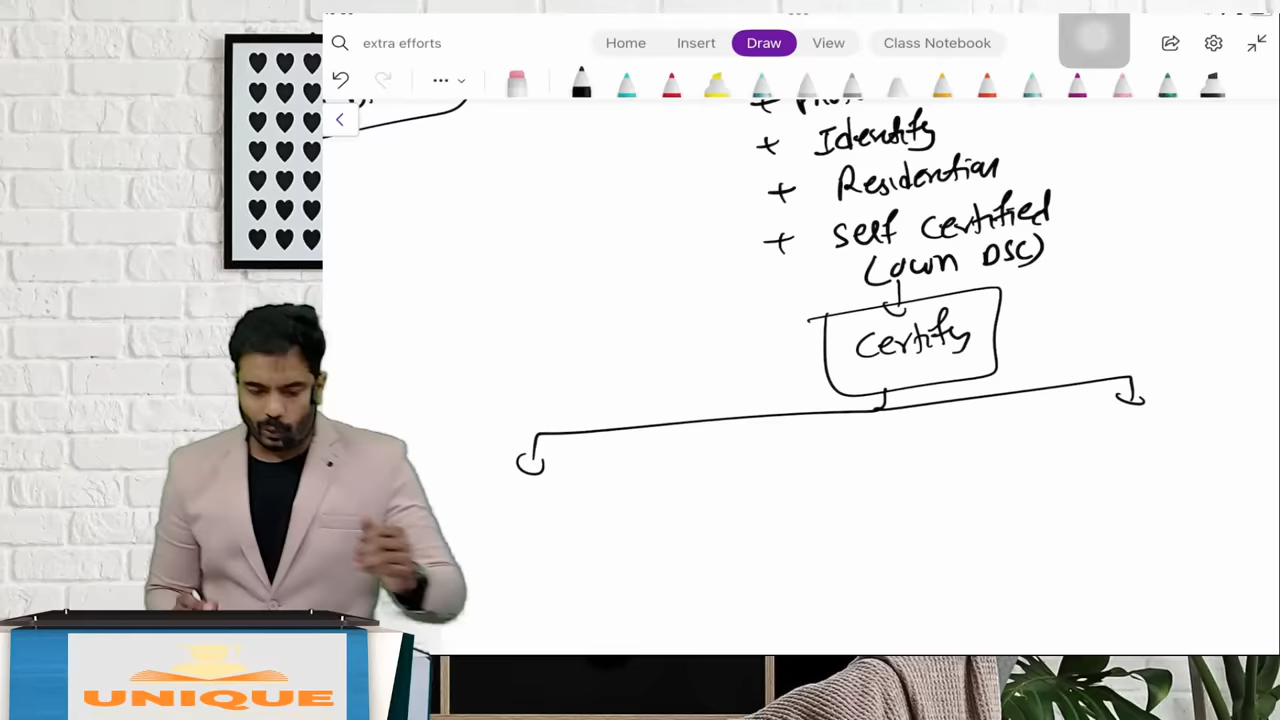 extra efforts
Home Insert Draw View Class Notebook
+
+ Identify
+ Residential
+ Self Certified
(own DSC)
Certify
UNIQUE